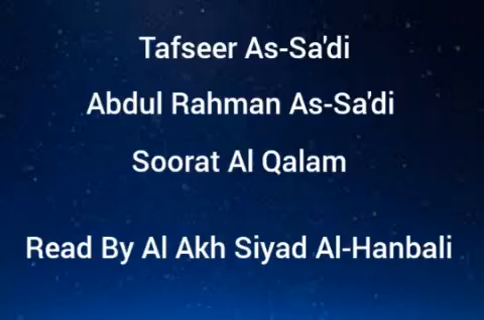 Tafseer As-Sa'di
Abdul Rahman As-Sa'di
Soorat Al Qalam
Read By Al Akh Siyad Al-Hanbali